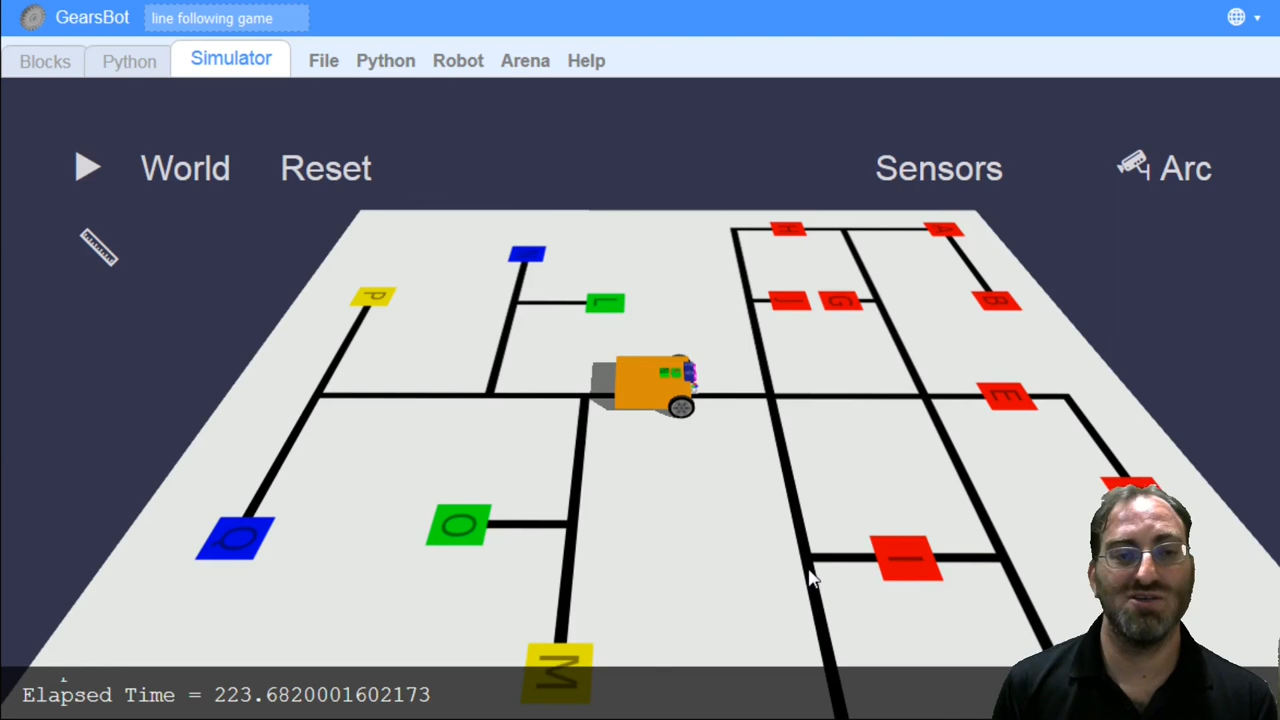 GearsBot line following game
Blocks Python Simulator File Python Robot Arena Help
World Reset Sensors Arc
H A
P
L J G B
E
O
Q I
M
Elapsed Time = 223.6820001602173